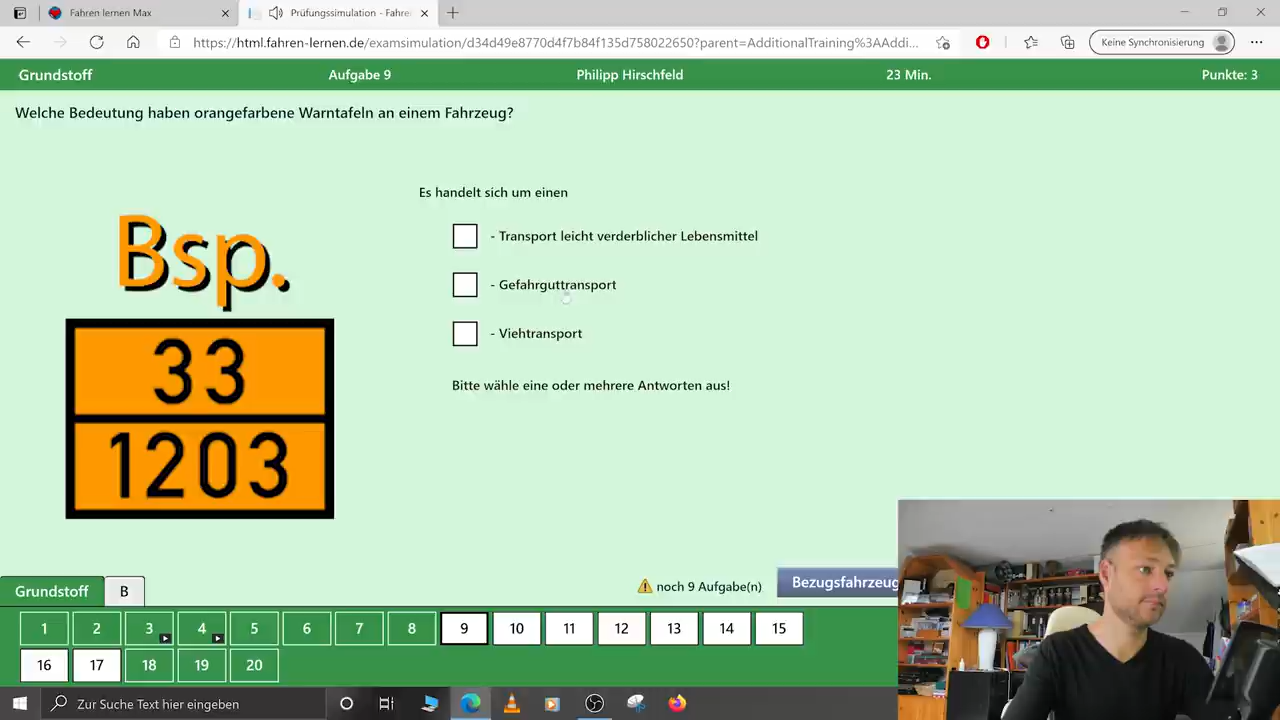 Fahren lernen Max
Prüfungssimulation - Fahre
https://html.fahren-lernen.de/examsimulation/d34d49e8770d4f7b84f135d758022650?parent=AdditionalTraining%3AAddi...
Keine Synchronisierung
Grundstoff
Aufgabe 9
Philipp Hirschfeld
23 Min.
Punkte: 3
Welche Bedeutung haben orangefarbene Warntafeln an einem Fahrzeug?
Es handelt sich um einen
- Transport leicht verderblicher Lebensmittel
- Gefahrguttransport
- Viehtransport
Bitte wähle eine oder mehrere Antworten aus!
Bsp.
33
1203
Grundstoff
B
noch 9 Aufgabe(n)
Bezugsfahrzeug
1 2 3 4 5 6 7 8 9 10 11 12 13 14 15
16 17 18 19 20
Zur Suche Text hier eingeben